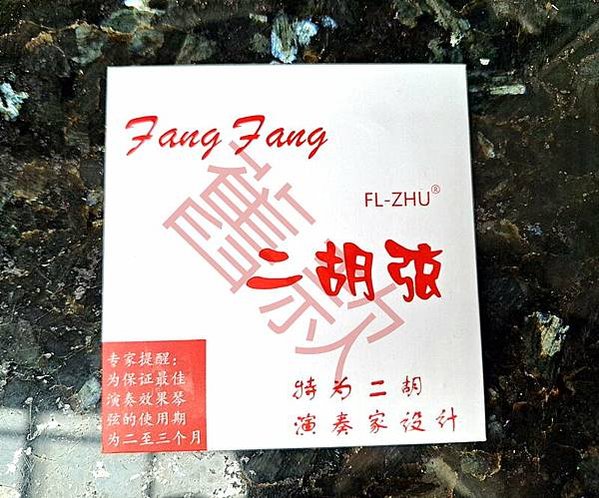 Fang Fang
舊款
FL-ZHU®
二胡弦
专家提醒：
为保证最佳
演奏效果琴
弦的使用期
为二至三个月
特为二胡
演奏家设计